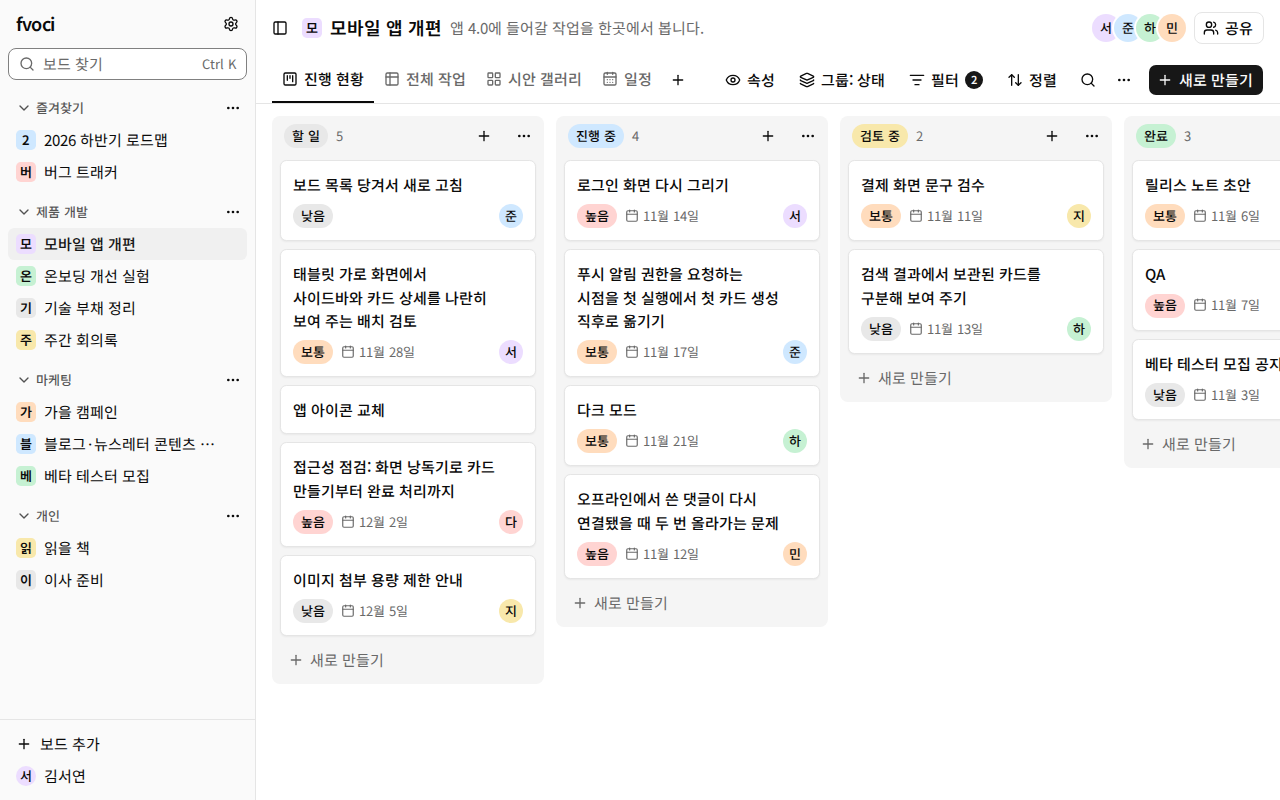 fvoci
보드 찾기 Ctrl K
즐겨찾기
2 2026 하반기 로드맵
버 버그 트래커
제품 개발
모 모바일 앱 개편
온 온보딩 개선 실험
기 기술 부채 정리
주 주간 회의록
마케팅
가 가을 캠페인
블 블로그·뉴스레터 콘텐츠 …
베 베타 테스터 모집
개인
읽 읽을 책
이 이사 준비
보드 추가
서 김서연
모 모바일 앱 개편 앱 4.0에 들어갈 작업을 한곳에서 봅니다.
서 준 하 민 공유
진행 현황 전체 작업 시안 갤러리 일정
속성 그룹: 상태 필터 2 정렬 새로 만들기
할 일 5
보드 목록 당겨서 새로 고침
낮음 준
태블릿 가로 화면에서
사이드바와 카드 상세를 나란히
보여 주는 배치 검토
보통 11월 28일 서
앱 아이콘 교체
접근성 점검: 화면 낭독기로 카드
만들기부터 완료 처리까지
높음 12월 2일 다
이미지 첨부 용량 제한 안내
낮음 12월 5일 지
새로 만들기
진행 중 4
로그인 화면 다시 그리기
높음 11월 14일 서
푸시 알림 권한을 요청하는
시점을 첫 실행에서 첫 카드 생성
직후로 옮기기
보통 11월 17일 준
다크 모드
보통 11월 21일 하
오프라인에서 쓴 댓글이 다시
연결됐을 때 두 번 올라가는 문제
높음 11월 12일 민
새로 만들기
검토 중 2
결제 화면 문구 검수
보통 11월 11일 지
검색 결과에서 보관된 카드를
구분해 보여 주기
낮음 11월 13일 하
새로 만들기
완료 3
릴리스 노트 초안
보통 11월 6일
QA
높음 11월 7일
베타 테스터 모집 공지
낮음 11월 3일
새로 만들기